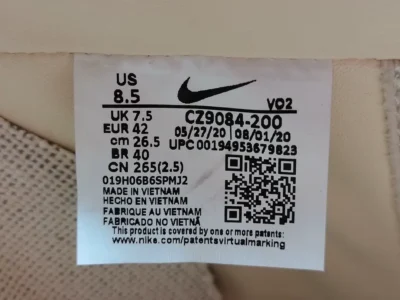 US
8.5
VO2
UK 7.5
EUR 42
cm 26.5
BR 40
CN 265(2.5)
CZ9084-200
05/27/20 08/01/20
UPC 00194953679823
019H06B6SPMJ2
MADE IN VIETNAM
HECHO EN VIETNAM
FABRIQUE AU VIETNAM
FABRICADO NO VIETNÃ
This product is covered by one or more patents. See
www.nike.com/patentsvirtualmarking